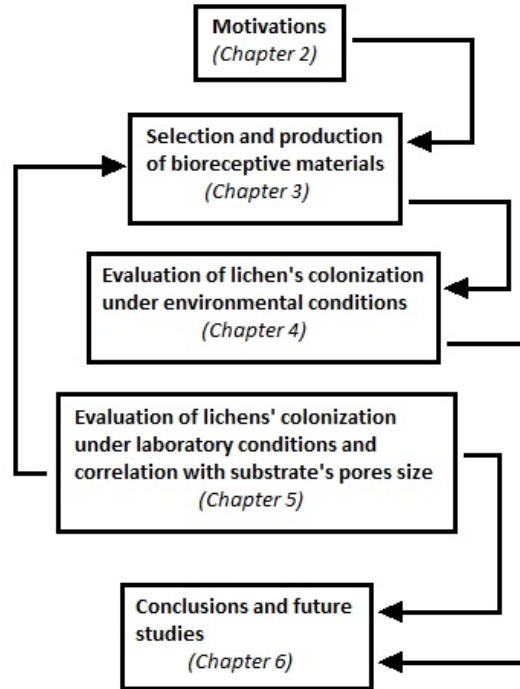 Motivations
(Chapter 2)
Selection and production
of bioreceptive materials
(Chapter 3)
Evaluation of lichen's colonization
under environmental conditions
(Chapter 4)
Evaluation of lichens' colonization
under laboratory conditions and
correlation with substrate's pores size
(Chapter 5)
Conclusions and future
studies
(Chapter 6)